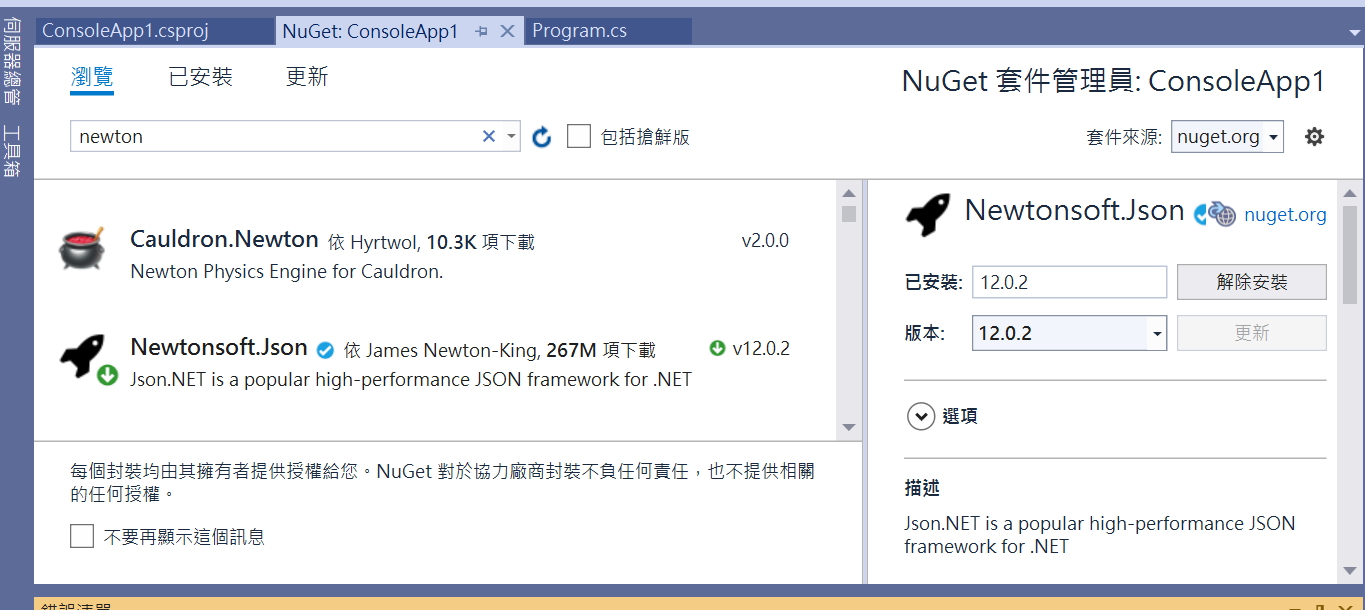 伺服器總管
工具箱
ConsoleApp1.csproj
NuGet: ConsoleApp1
Program.cs
瀏覽
已安裝
更新
NuGet 套件管理員: ConsoleApp1
newton
包括搶鮮版
套件來源: nuget.org
Cauldron.Newton 依 Hyrtwol, 10.3K 項下載 v2.0.0
Newton Physics Engine for Cauldron.
Newtonsoft.Json 依 James Newton-King, 267M 項下載 v12.0.2
Json.NET is a popular high-performance JSON framework for .NET
每個封裝均由其擁有者提供授權給您。NuGet 對於協力廠商封裝不負任何責任，也不提供相關
的任何授權。
不要再顯示這個訊息
Newtonsoft.Json nuget.org
已安裝: 12.0.2 解除安裝
版本: 12.0.2 更新
選項
描述
Json.NET is a popular high-performance JSON
framework for .NET
錯誤清單